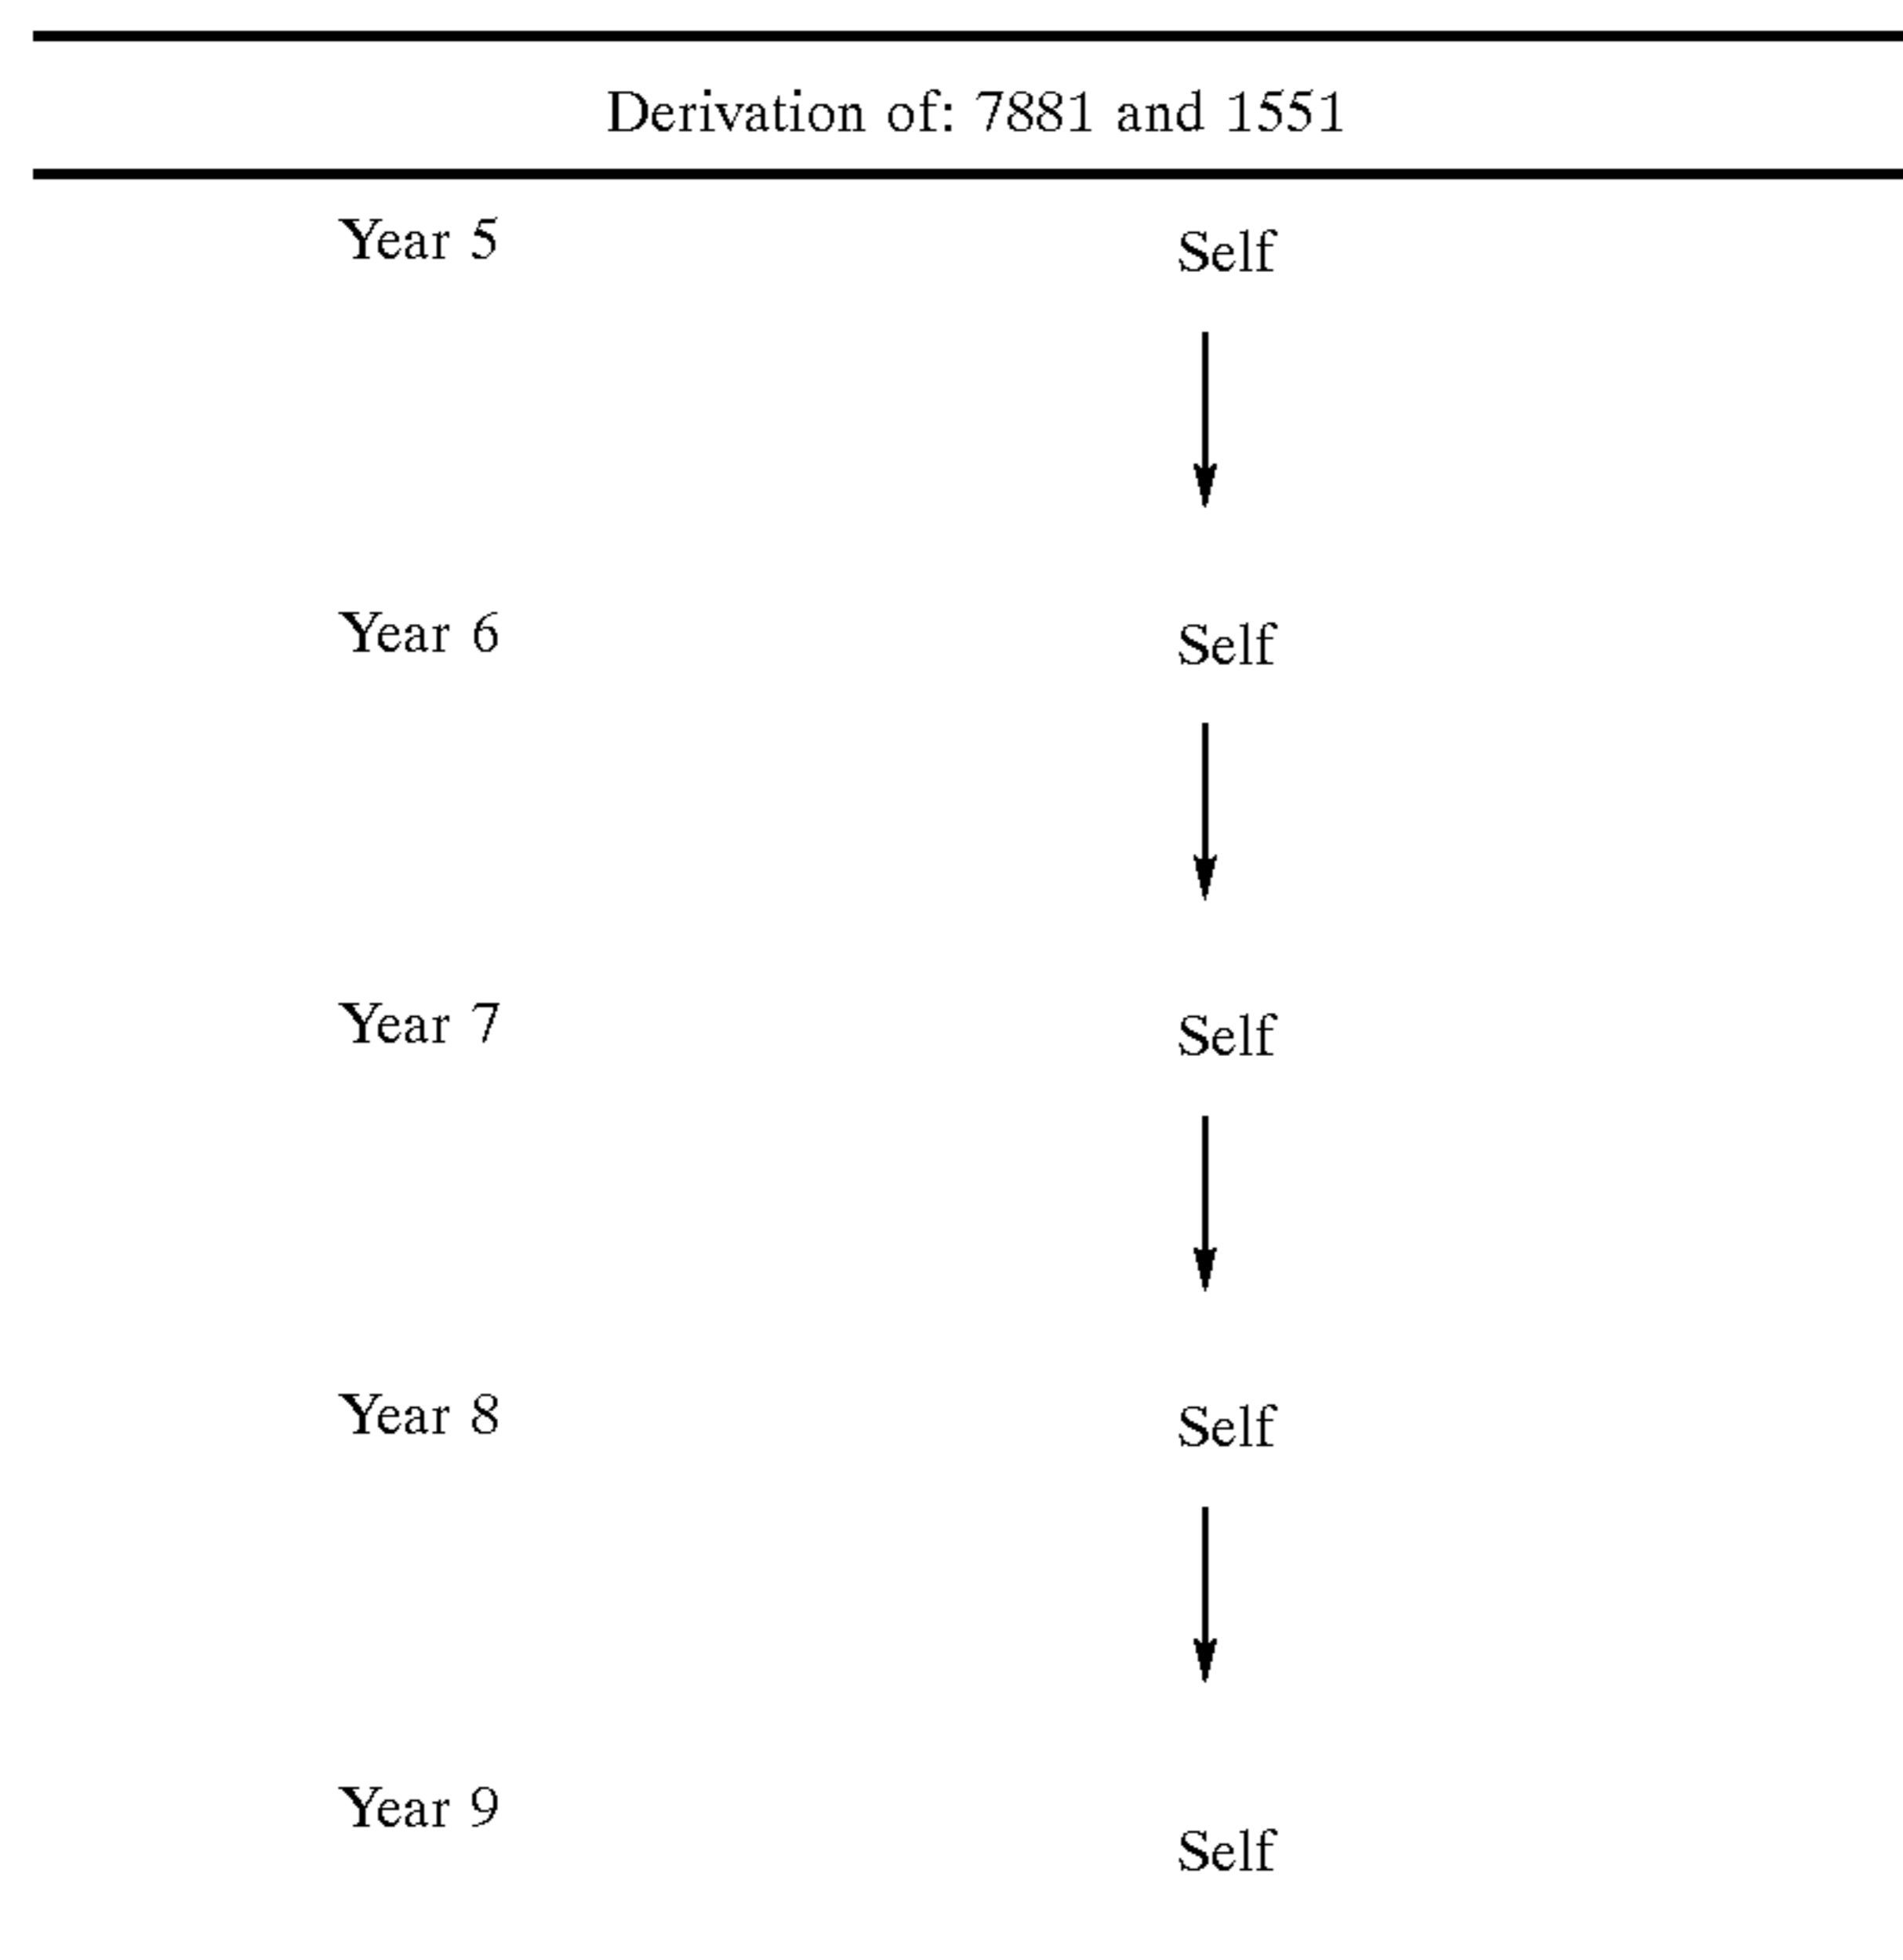 Derivation of: 7881 and 1551
Year 5 Self
Year 6 Self
Year 7 Self
Year 8 Self
Year 9 Self